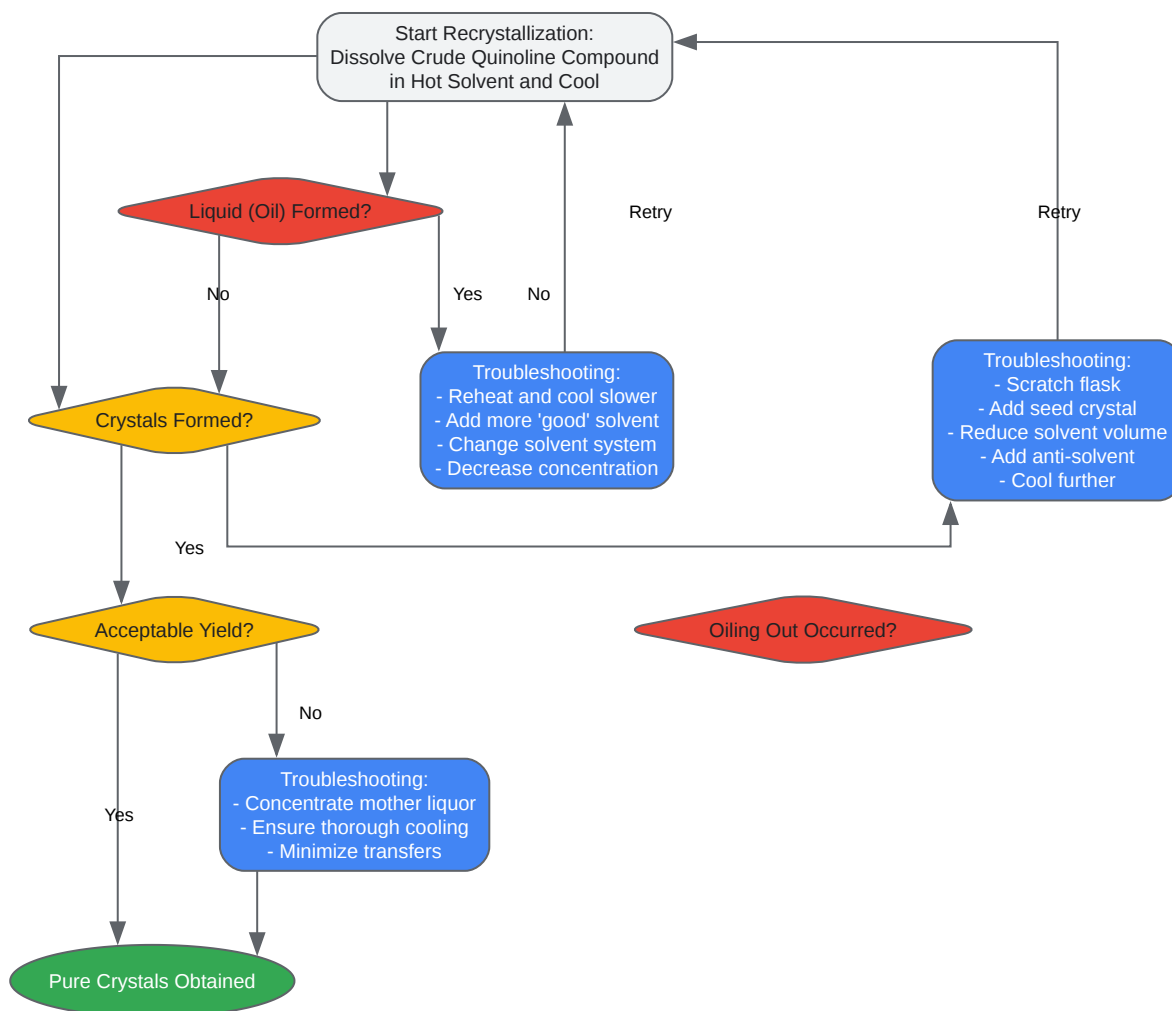 Start Recrystallization:
Dissolve Crude Quinoline Compound
in Hot Solvent and Cool
Liquid (Oil) Formed?
Retry
Retry
No
Yes
No
Troubleshooting:
- Reheat and cool slower
- Add more 'good' solvent
- Change solvent system
- Decrease concentration
Troubleshooting:
- Scratch flask
- Add seed crystal
- Reduce solvent volume
- Add anti-solvent
- Cool further
Crystals Formed?
Yes
Acceptable Yield?
Oiling Out Occurred?
No
Yes
Troubleshooting:
- Concentrate mother liquor
- Ensure thorough cooling
- Minimize transfers
Pure Crystals Obtained